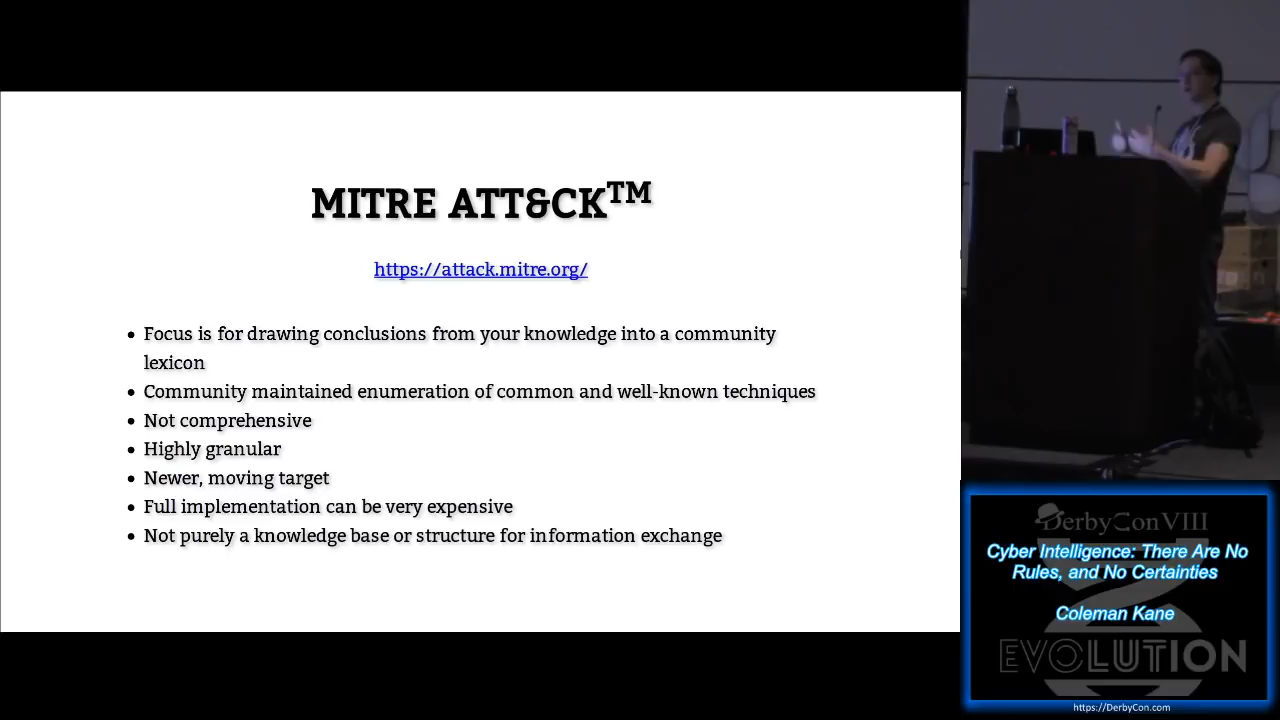 MITRE ATT&CK™
https://attack.mitre.org/
• Focus is for drawing conclusions from your knowledge into a community
lexicon
• Community maintained enumeration of common and well-known techniques
• Not comprehensive
• Highly granular
• Newer, moving target
• Full implementation can be very expensive
• Not purely a knowledge base or structure for information exchange
DerbyCon VIII
Cyber Intelligence: There Are No
Rules, and No Certainties
Coleman Kane
EVOLUTION
https://DerbyCon.com